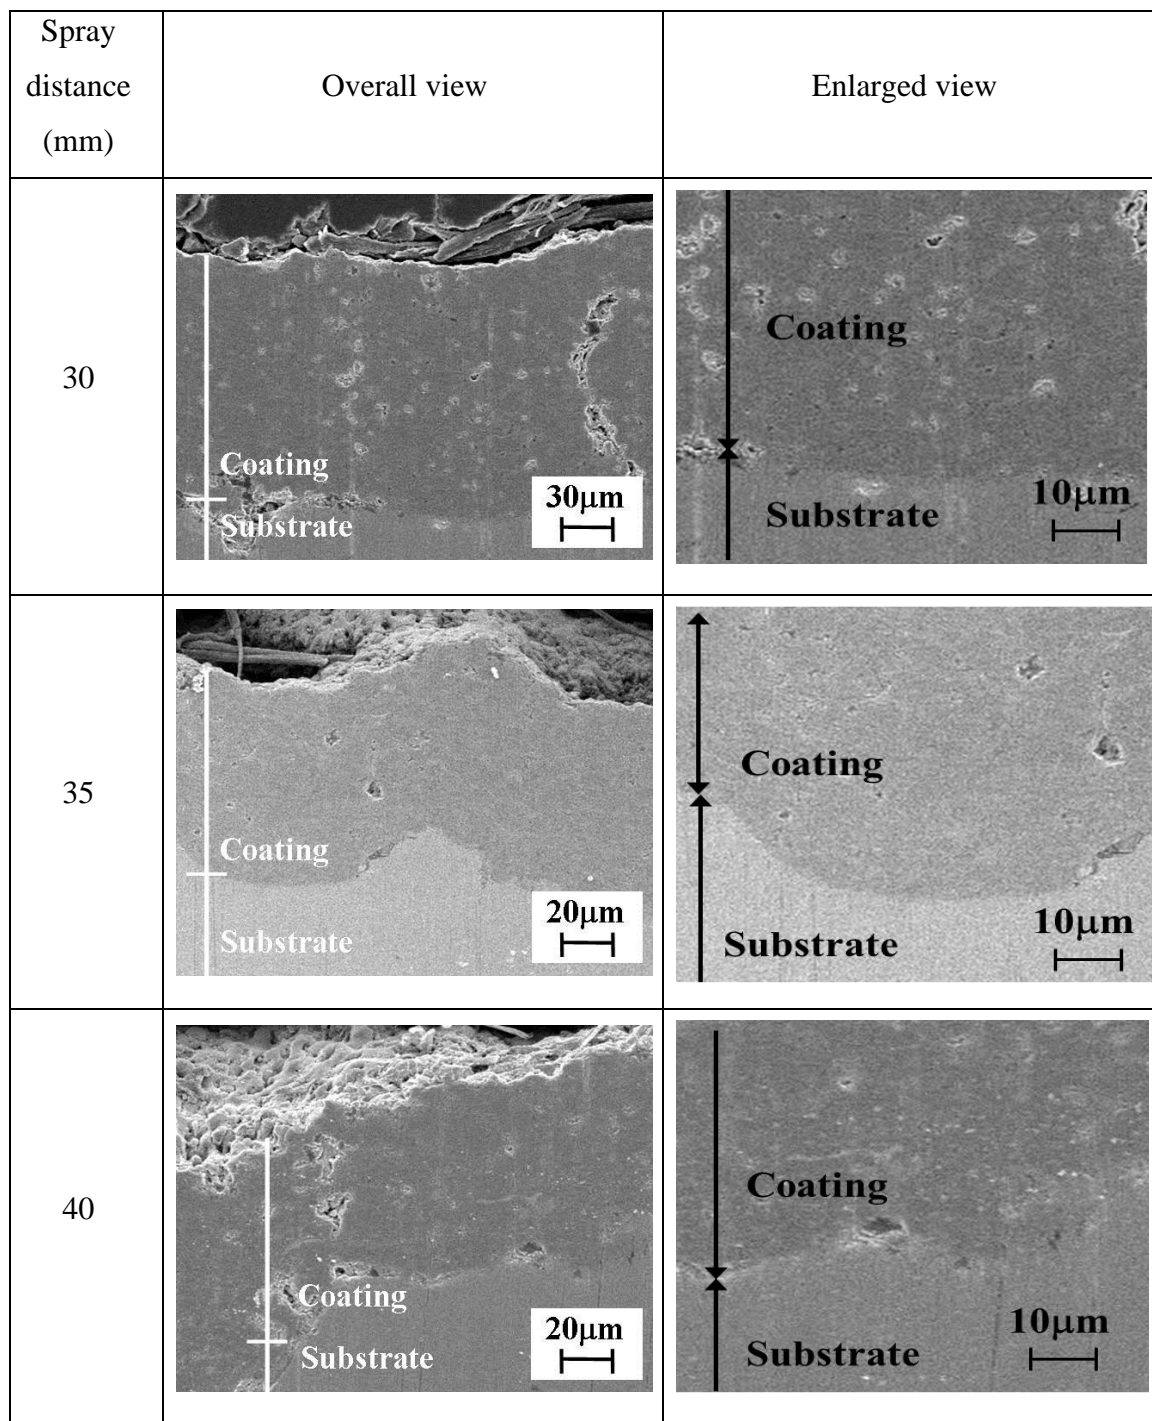 Spray
distance
(mm)
Overall view
Enlarged view
30
Coating
Substrate
30μm
Coating
Substrate
10μm
35
Coating
Substrate
20μm
Coating
Substrate
10μm
40
Coating
Substrate
20μm
Coating
Substrate
10μm